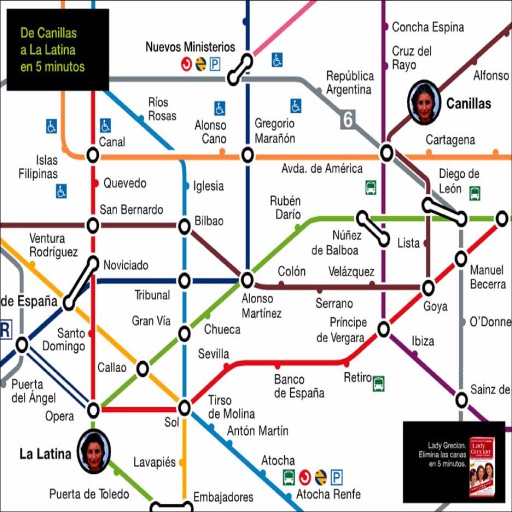 De Canillas
a La Latina
en 5 minutos
Nuevos Ministerios
P
Concha Espina
Cruz del
Rayo
Alfonso
República
Argentina
Canillas
Ríos
Rosas
6
Alonso
Cano
Gregorio
Marañón
Canal
Cartagena
Islas
Filipinas
Avda. de América
Diego de
León
Quevedo
Iglesia
Rubén
Darío
San Bernardo
Bilbao
Núñez
de Balboa
Lista
Ventura
Rodríguez
Noviciado
Colón
Velázquez
Manuel
Becerra
de España
Tribunal
Alonso
Martínez
Serrano
Goya
R
Gran Vía
Chueca
Príncipe
de Vergara
O'Donne
Santo
Domingo
Sevilla
Ibiza
Callao
Banco
de España
Retiro
Puerta
del Ángel
Sainz de
Opera
Sol
Tirso
de Molina
Antón Martín
La Latina
Lavapiés
Atocha
Lady Grecian.
Elimina las canas
en 5 minutos.
Lady
Grecian
P
Puerta de Toledo
Embajadores
Atocha Renfe